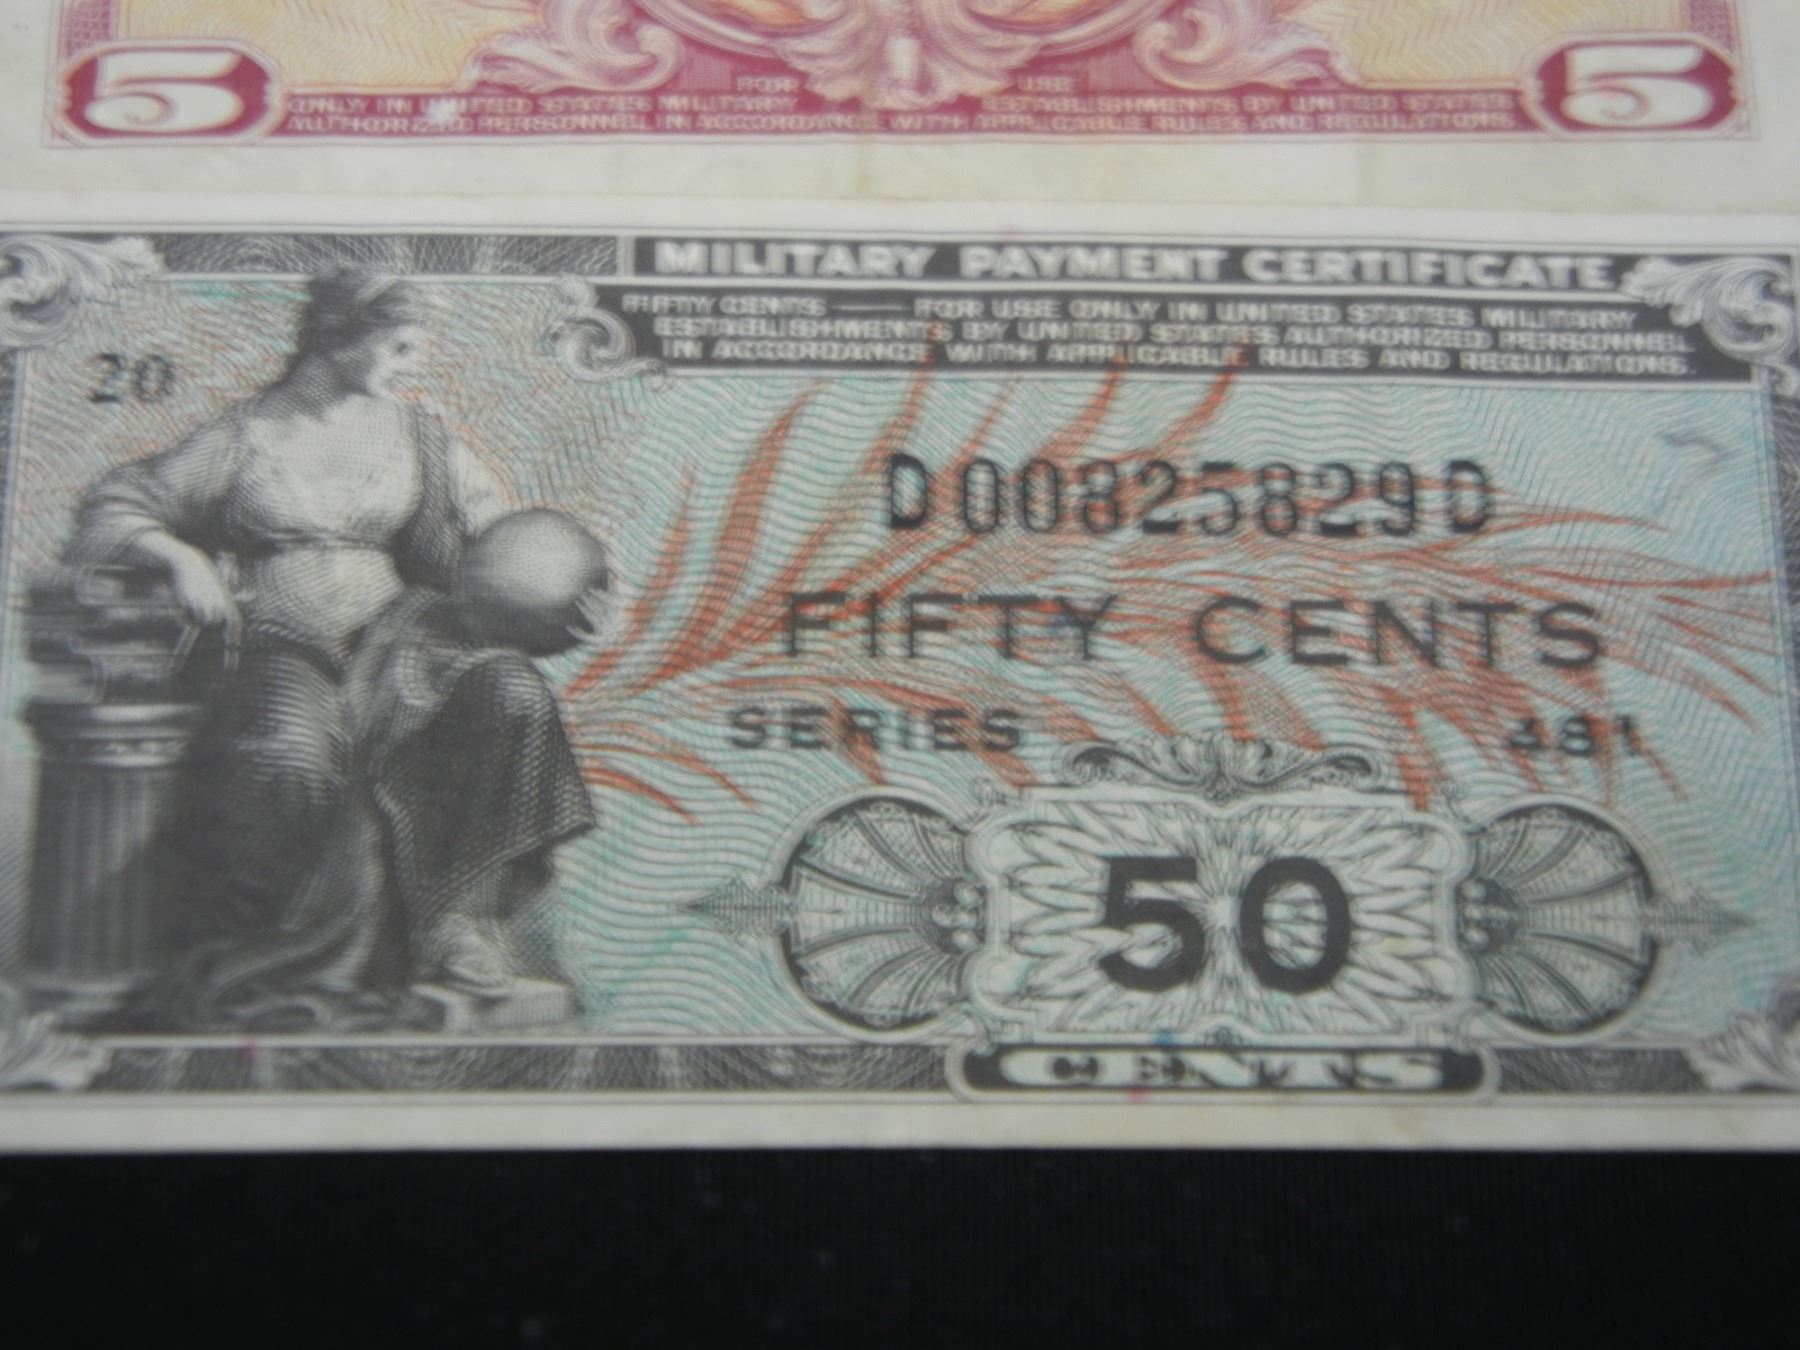 5 5
FOR USE
ONLY IN UNITED STATES MILITARY ESTABLISHMENTS BY UNITED STATES
AUTHORIZED PERSONNEL IN ACCORDANCE WITH APPLICABLE RULES AND REGULATIONS
MILITARY PAYMENT CERTIFICATE
FIFTY CENTS — FOR USE ONLY IN UNITED STATES MILITARY
ESTABLISHMENTS BY UNITED STATES AUTHORIZED PERSONNEL
IN ACCORDANCE WITH APPLICABLE RULES AND REGULATIONS.
20
D00825829D
FIFTY CENTS
SERIES 481
50
CENTS